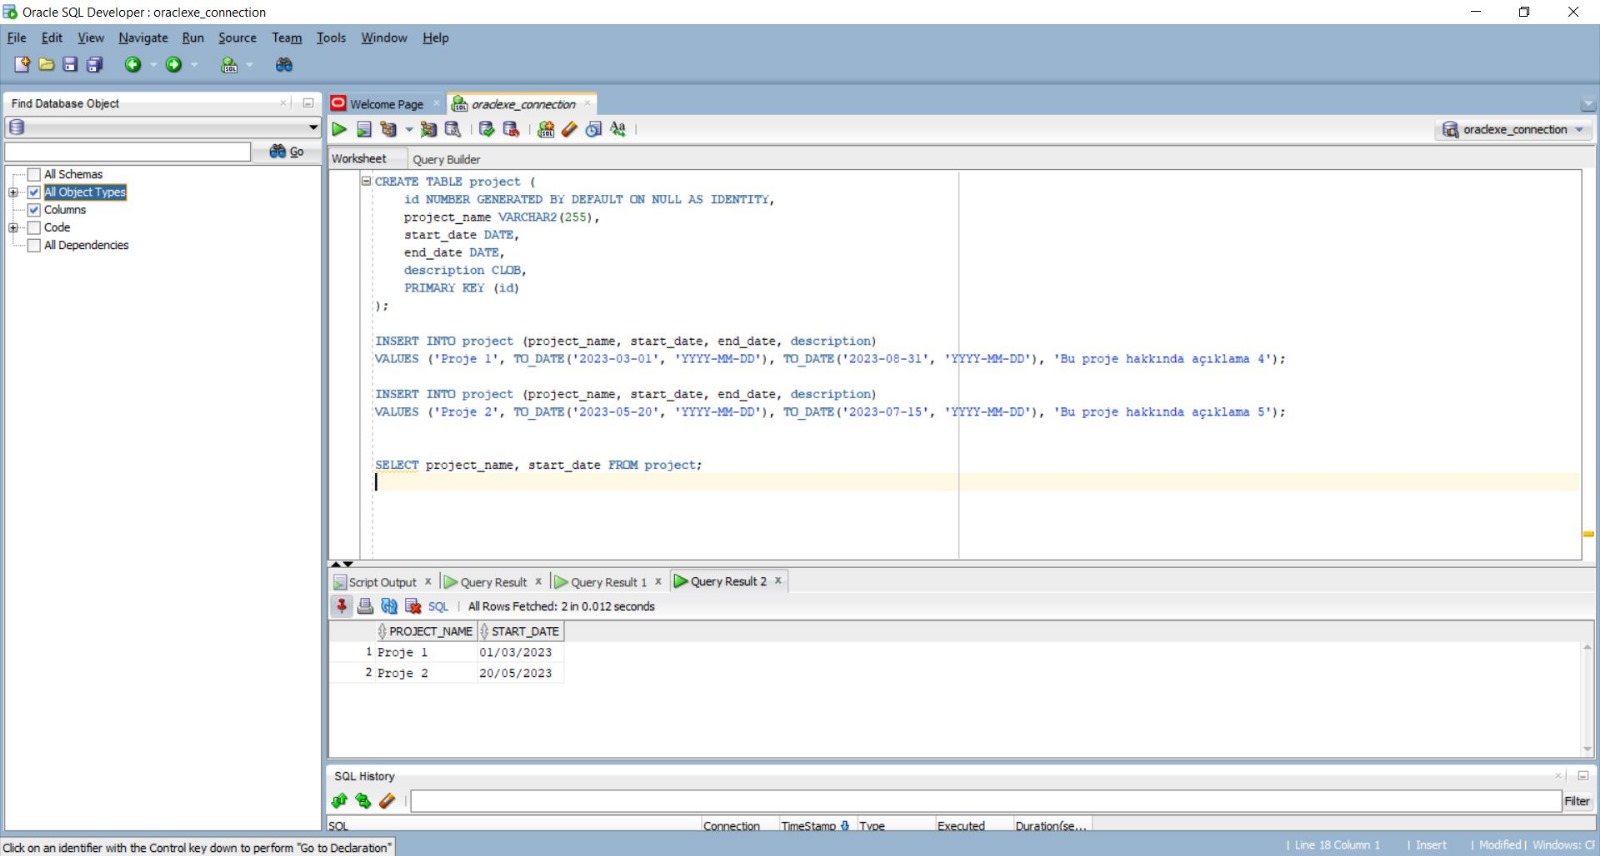 Oracle SQL Developer : oraclexe_connection
File Edit View Navigate Run Source Team Tools Window Help
Find Database Object
Go
All Schemas
All Object Types
Columns
Code
All Dependencies
Welcome Page
oraclexe_connection
oraclexe_connection
Worksheet Query Builder
CREATE TABLE project (
id NUMBER GENERATED BY DEFAULT ON NULL AS IDENTITY,
project_name VARCHAR2(255),
start_date DATE,
end_date DATE,
description CLOB,
PRIMARY KEY (id)
);
INSERT INTO project (project_name, start_date, end_date, description)
VALUES ('Proje 1', TO_DATE('2023-03-01', 'YYYY-MM-DD'), TO_DATE('2023-08-31', 'YYYY-MM-DD'), 'Bu proje hakkında açıklama 4');
INSERT INTO project (project_name, start_date, end_date, description)
VALUES ('Proje 2', TO_DATE('2023-05-20', 'YYYY-MM-DD'), TO_DATE('2023-07-15', 'YYYY-MM-DD'), 'Bu proje hakkında açıklama 5');
SELECT project_name, start_date FROM project;
Script Output x Query Result x Query Result 1 x Query Result 2 x
SQL | All Rows Fetched: 2 in 0.012 seconds
PROJECT_NAME START_DATE
1 Proje 1 01/03/2023
2 Proje 2 20/05/2023
SQL History
Filter
SQL Connection TimeStamp Type Executed Duration(se...
Click on an identifier with the Control key down to perform "Go to Declaration"
| Line 18 Column 1 | Insert | Modified | Windows: Cf